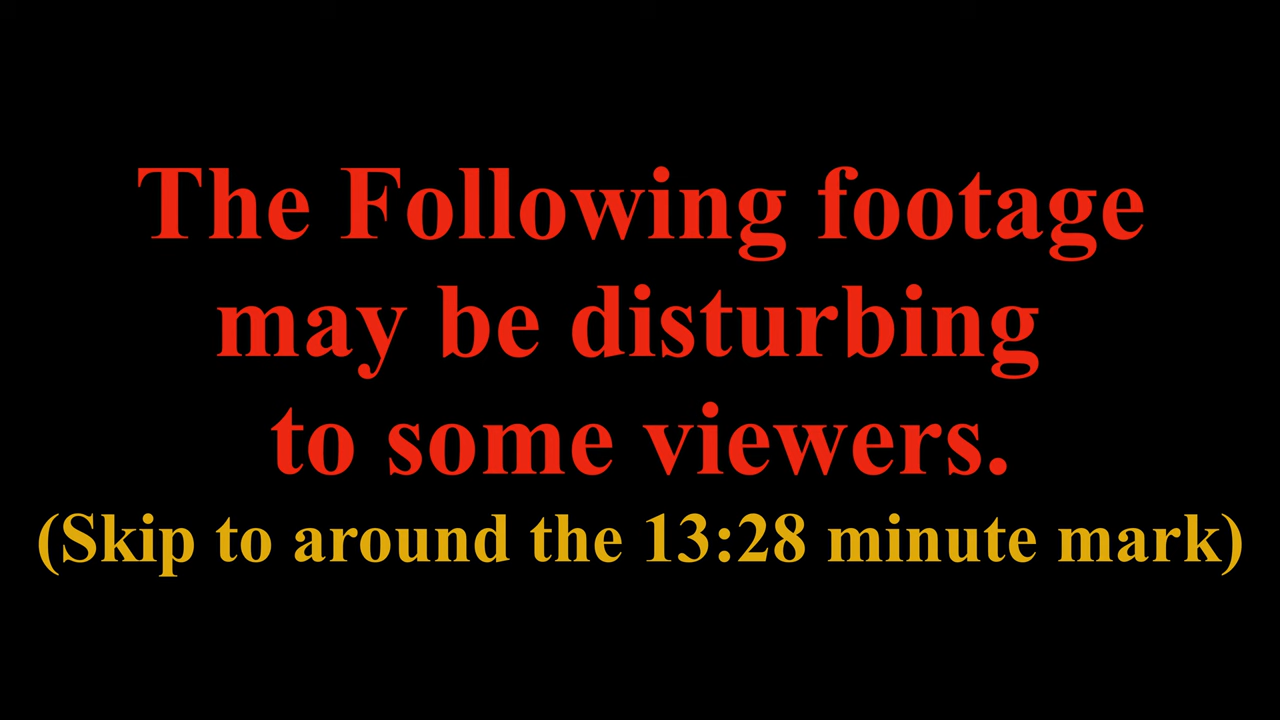 The Following footage
may be disturbing
to some viewers.
(Skip to around the 13:28 minute mark)